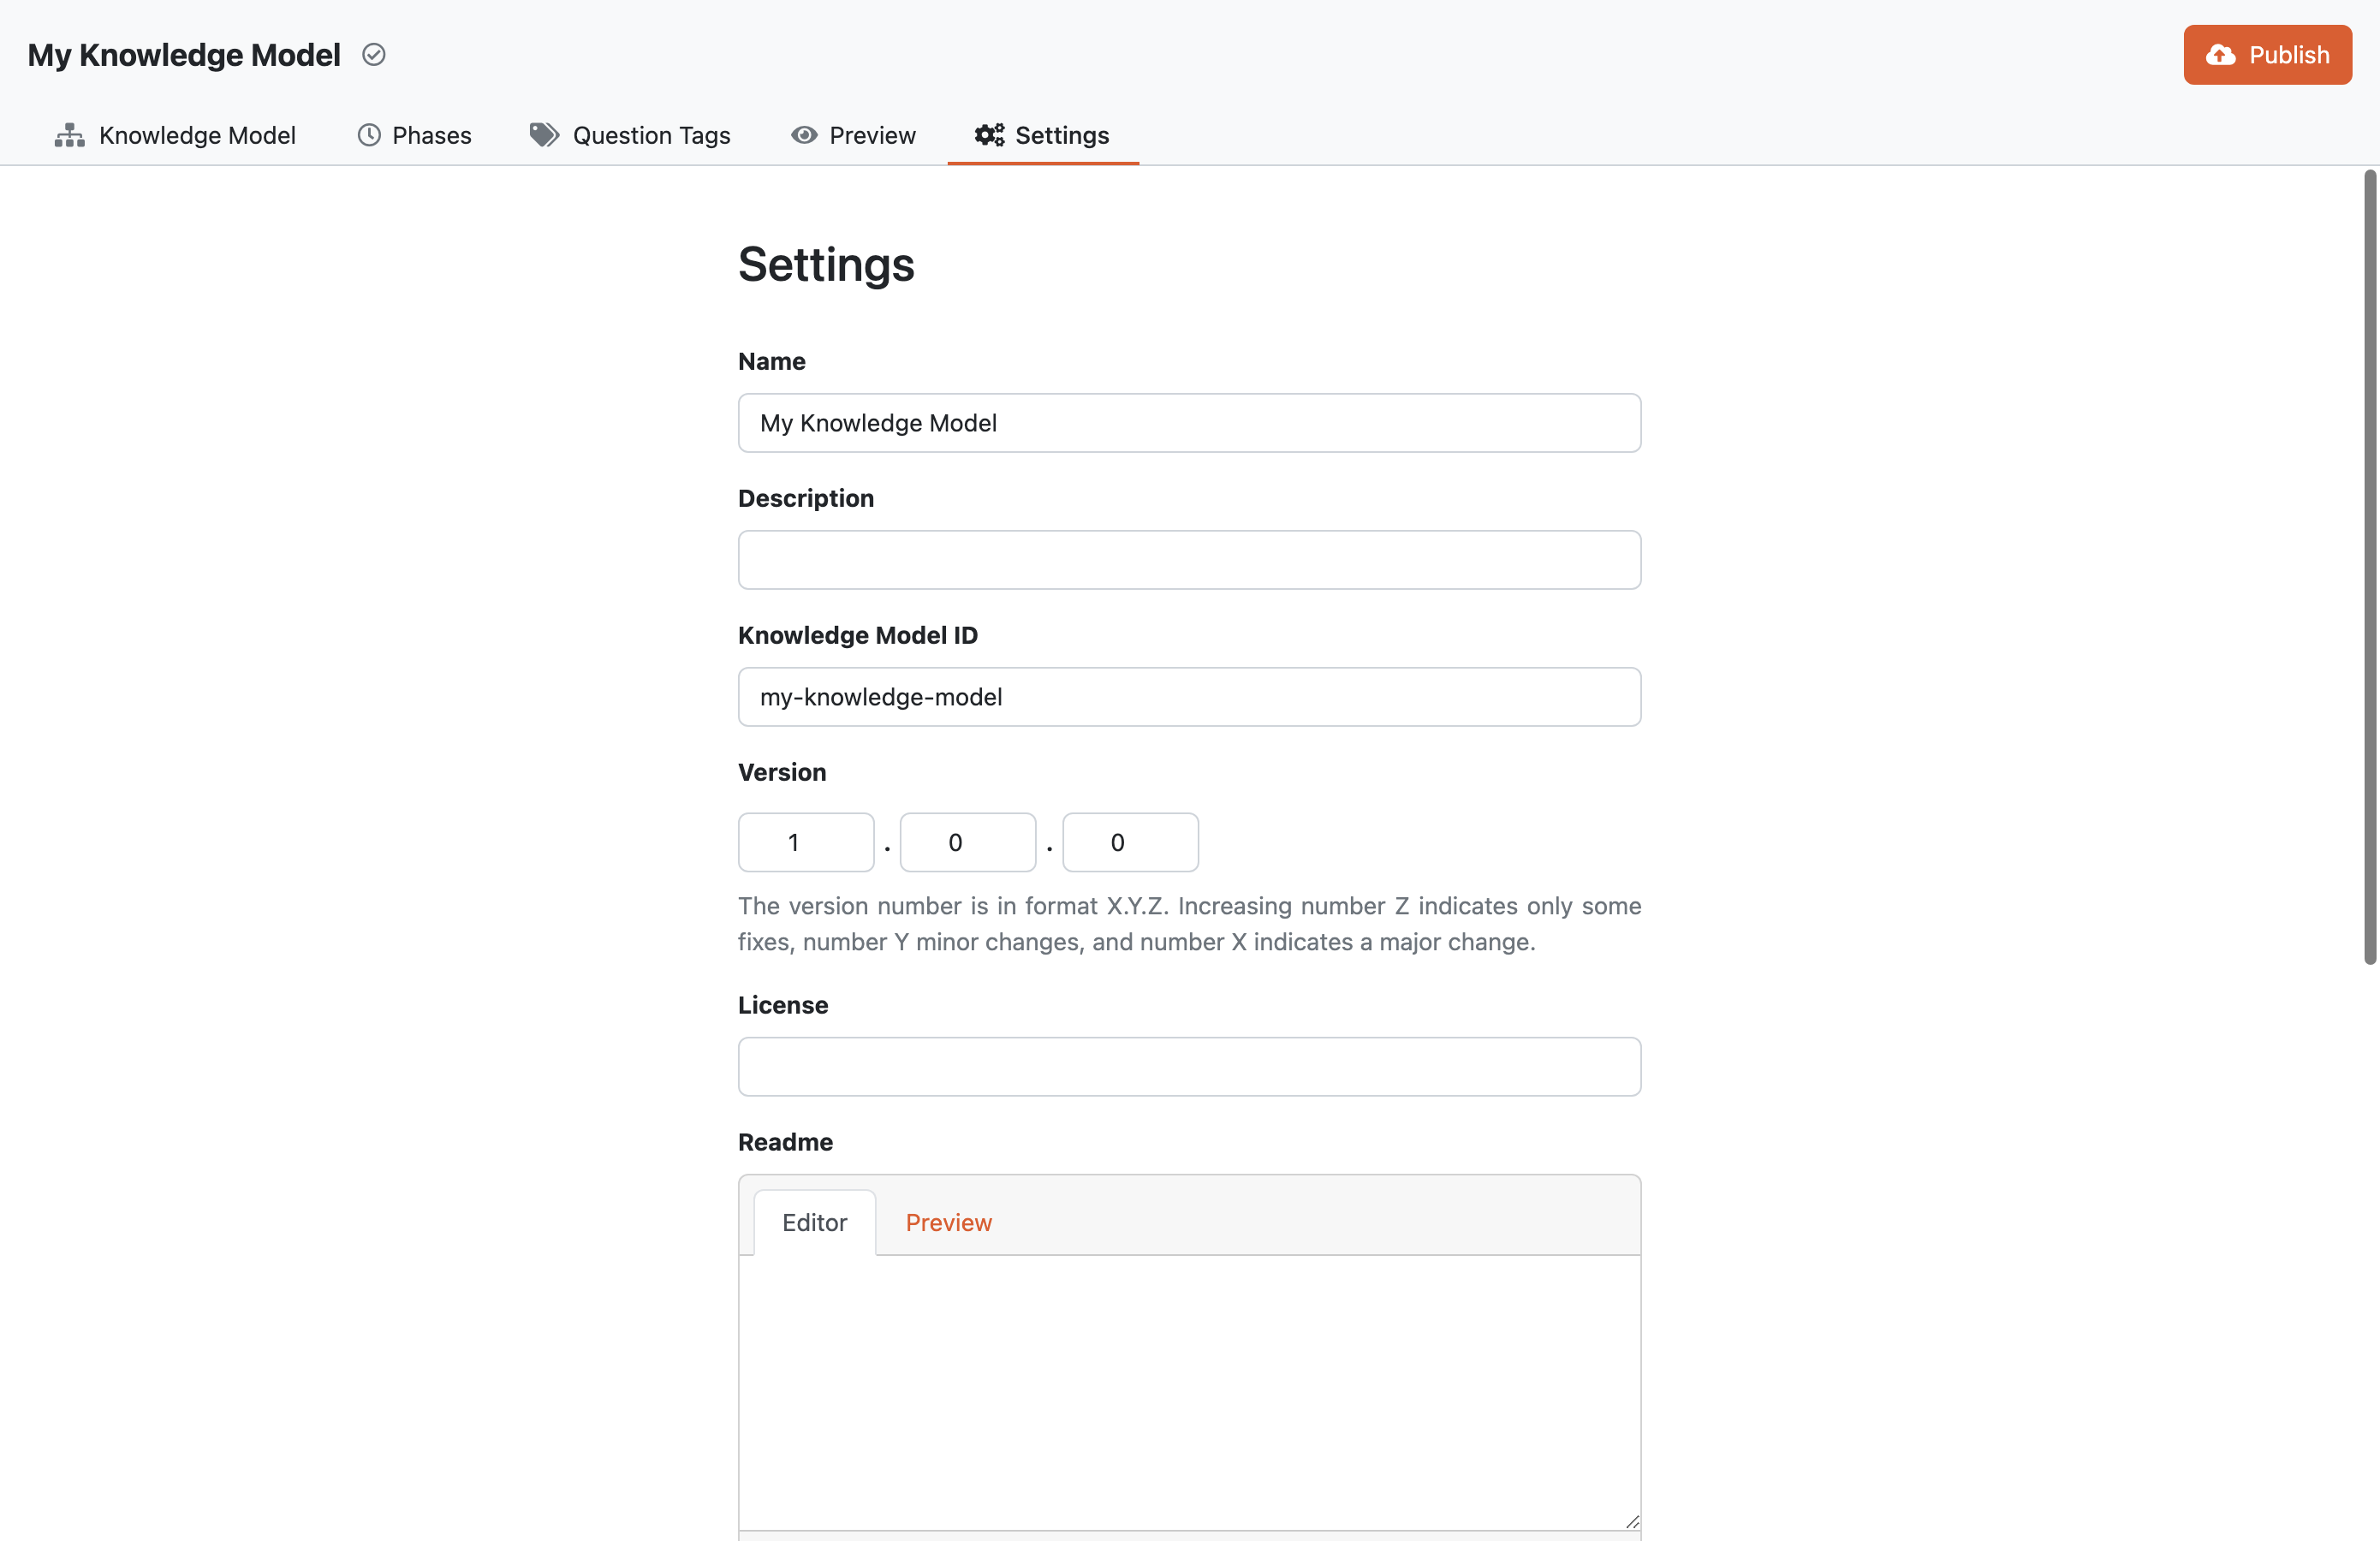 My Knowledge Model
Publish
Knowledge Model
Phases
Question Tags
Preview
Settings
Settings
Name
My Knowledge Model
Description
Knowledge Model ID
my-knowledge-model
Version
1 . 0 . 0
The version number is in format X.Y.Z. Increasing number Z indicates only some
fixes, number Y minor changes, and number X indicates a major change.
License
Readme
Editor
Preview